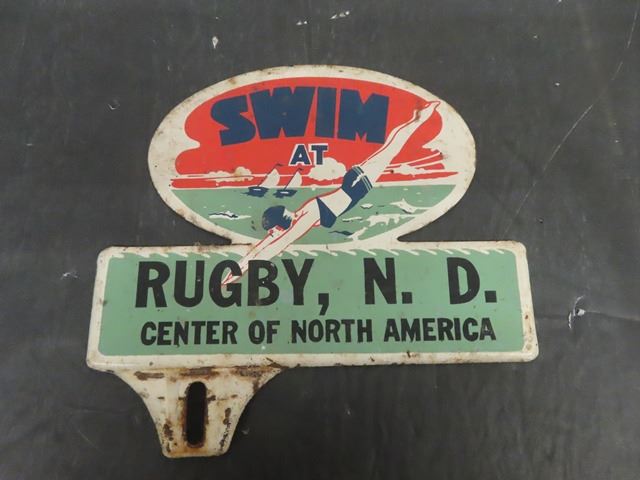 SWIM
AT
RUGBY, N. D.
CENTER OF NORTH AMERICA